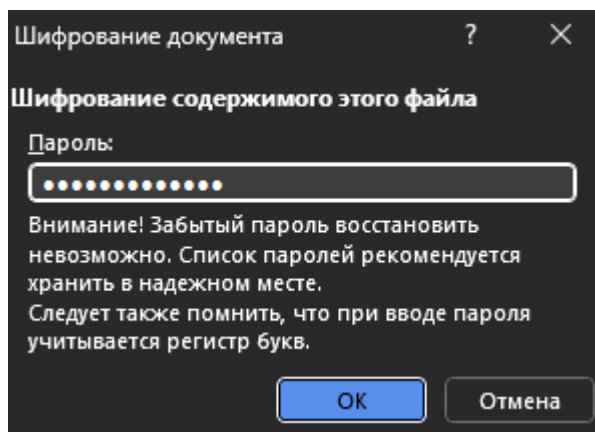 Шифрование документа ? ×
Шифрование содержимого этого файла
Пароль:
•••••••••••••
Внимание! Забытый пароль восстановить
невозможно. Список паролей рекомендуется
хранить в надежном месте.
Следует также помнить, что при вводе пароля
учитывается регистр букв.
ОК Отмена